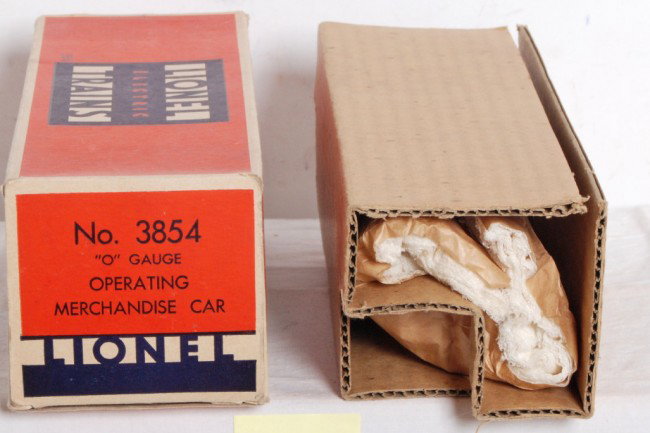 LIONEL
ELECTRIC
TRAINS
No. 3854
"O" GAUGE
OPERATING
MERCHANDISE CAR
LIONEL